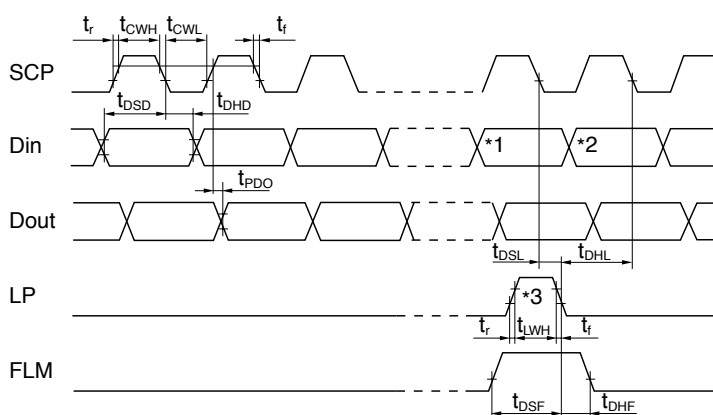 tr tCWH tCWL tf
SCP
tDSD tDHD
Din *1 *2
tPDO
Dout
tDSL tDHL
LP *3
tr tLWH tf
FLM
tDSF tDHF